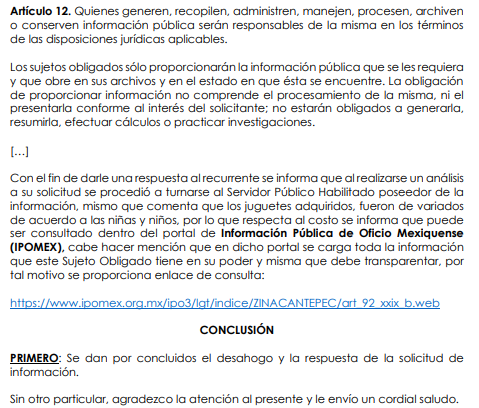 Artículo 12. Quienes generen, recopilen, administren, manejen, procesen, archiven
o conserven información pública serán responsables de la misma en los términos
de las disposiciones jurídicas aplicables.
Los sujetos obligados sólo proporcionarán la información pública que se les requiera
y que obre en sus archivos y en el estado en que ésta se encuentre. La obligación
de proporcionar información no comprende el procesamiento de la misma, ni el
presentarla conforme al interés del solicitante; no estarán obligados a generarla,
resumirla, efectuar cálculos o practicar investigaciones.
[...]
Con el fin de darle una respuesta al recurrente se informa que al realizarse un análisis
a su solicitud se procedió a turnarse al Servidor Público Habilitado poseedor de la
información, mismo que comenta que los juguetes adquiridos, fueron de variados
de acuerdo a las niñas y niños, por lo que respecta al costo se informa que puede
ser consultado dentro del portal de Información Pública de Oficio Mexiquense
(IPOMEX), cabe hacer mención que en dicho portal se carga toda la información
que este Sujeto Obligado tiene en su poder y misma que debe transparentar, por
tal motivo se proporciona enlace de consulta:
https://www.ipomex.org.mx/ipo3/lgt/indice/ZINACANTEPEC/art_92_xxix_b.web
CONCLUSIÓN
PRIMERO: Se dan por concluidos el desahogo y la respuesta de la solicitud de
información.
Sin otro particular, agradezco la atención al presente y le envío un cordial saludo.